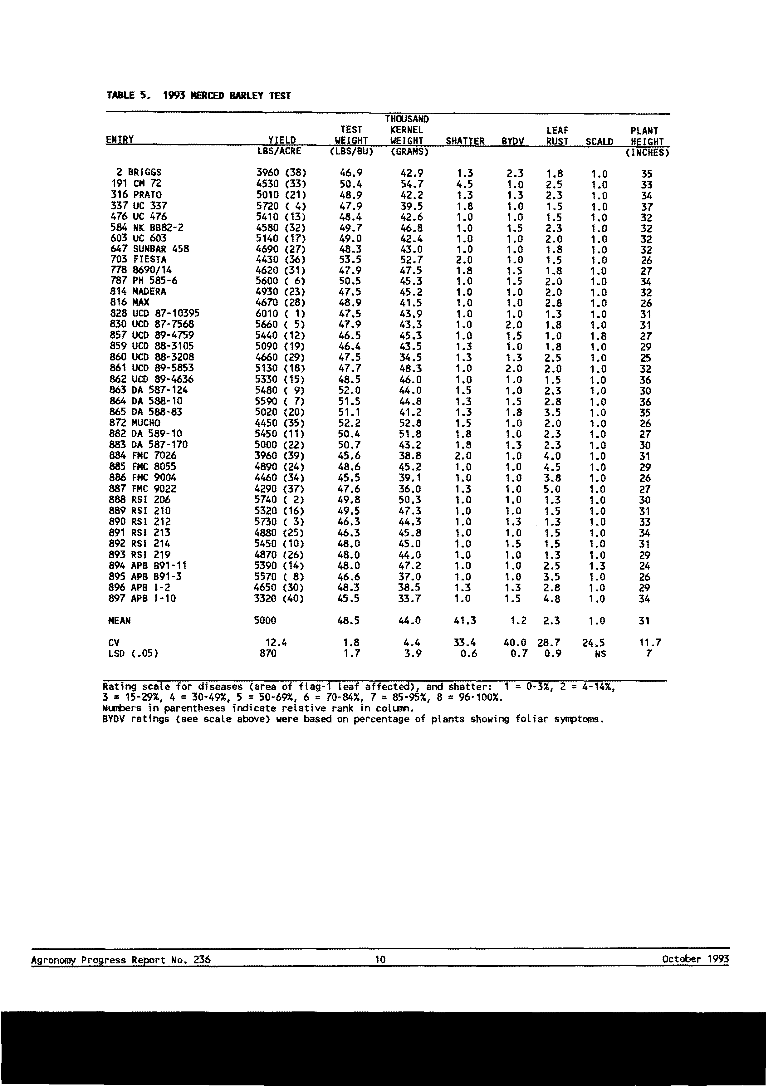 TABLE 5. 1993 MERCED BARLEY TEST
THOUSAND
TEST KERNEL LEAF PLANT
ENTRY YIELD WEIGHT WEIGHT SHATTER BYDV RUST SCALD HEIGHT
LBS/ACRE (LBS/BU) (GRAMS) (INCHES)
2 BRIGGS 3960 (38) 46.9 42.9 1.3 2.3 1.8 1.0 35
191 CM 72 4530 (33) 50.4 54.7 4.5 1.0 2.5 1.0 33
316 PRATO 5010 (21) 48.9 42.2 1.3 1.3 2.3 1.0 34
337 UC 337 5720 ( 4) 47.9 39.5 1.8 1.0 1.5 1.0 37
476 UC 476 5410 (13) 48.4 42.6 1.0 1.0 1.5 1.0 32
584 NK BB82-2 4580 (32) 49.7 46.8 1.0 1.5 2.3 1.0 32
603 UC 603 5140 (17) 49.0 42.4 1.0 1.0 2.0 1.0 32
647 SUNBAR 458 4690 (27) 48.3 43.0 1.0 1.0 1.8 1.0 32
703 FIESTA 4430 (36) 53.5 52.7 2.0 1.0 1.5 1.0 26
778 8690/14 4620 (31) 47.9 47.5 1.8 1.5 1.8 1.0 27
787 PH 585-6 5600 ( 6) 50.5 45.3 1.0 1.5 2.0 1.0 34
814 MADERA 4930 (23) 47.5 45.2 1.0 1.0 2.0 1.0 32
816 MAX 4670 (28) 48.9 41.5 1.0 1.0 2.8 1.0 26
828 UCD 87-10395 6010 ( 1) 47.5 43.9 1.0 1.0 1.3 1.0 31
830 UCD 87-7568 5660 ( 5) 47.9 43.3 1.0 2.0 1.8 1.0 31
857 UCD 89-4759 5440 (12) 46.5 45.3 1.0 1.5 1.0 1.8 27
859 UCD 88-3105 5090 (19) 46.4 43.5 1.3 1.0 1.8 1.0 29
860 UCD 88-3208 4660 (29) 47.5 34.5 1.3 1.3 2.5 1.0 25
861 UCD 89-5853 5130 (18) 47.7 48.3 1.0 2.0 2.0 1.0 32
862 UCD 89-4636 5330 (15) 48.5 46.0 1.0 1.0 1.5 1.0 36
863 DA 587-124 5480 ( 9) 52.0 44.0 1.5 1.0 2.3 1.0 30
864 DA 588-10 5590 ( 7) 51.5 44.8 1.3 1.5 2.8 1.0 36
865 DA 588-83 5020 (20) 51.1 41.2 1.3 1.8 3.5 1.0 35
872 MUCHO 4450 (35) 52.2 52.8 1.5 1.0 2.0 1.0 26
882 DA 589-10 5450 (11) 50.4 51.8 1.8 1.0 2.3 1.0 27
883 DA 587-170 5000 (22) 50.7 43.2 1.8 1.3 2.3 1.0 30
884 FMC 7026 3960 (39) 45.6 38.8 2.0 1.0 4.0 1.0 31
885 FMC 8055 4890 (24) 48.6 45.2 1.0 1.0 4.5 1.0 29
886 FMC 9004 4460 (34) 45.5 39.1 1.0 1.0 3.8 1.0 26
887 FMC 9022 4290 (37) 47.6 36.0 1.3 1.0 5.0 1.0 27
888 RSI 206 5740 ( 2) 49.8 50.3 1.0 1.0 1.3 1.0 30
889 RSI 210 5320 (16) 49.5 47.3 1.0 1.0 1.5 1.0 31
890 RSI 212 5730 ( 3) 46.3 44.3 1.0 1.3 1.3 1.0 33
891 RSI 213 4880 (25) 46.3 45.8 1.0 1.0 1.5 1.0 34
892 RSI 214 5450 (10) 48.0 45.0 1.0 1.5 1.5 1.0 31
893 RSI 219 4870 (26) 48.0 44.0 1.0 1.0 1.3 1.0 29
894 APB B91-11 5390 (14) 48.0 47.2 1.0 1.0 2.5 1.3 24
895 APB B91-3 5570 ( 8) 46.6 37.0 1.0 1.0 3.5 1.0 26
896 APB 1-2 4650 (30) 48.3 38.5 1.3 1.3 2.8 1.0 29
897 APB 1-10 3320 (40) 45.5 33.7 1.0 1.5 4.8 1.0 34
MEAN 5000 48.5 44.0 41.3 1.2 2.3 1.0 31
CV 12.4 1.8 4.4 33.4 40.0 28.7 24.5 11.7
LSD (.05) 870 1.7 3.9 0.6 0.7 0.9 NS 7
Rating scale for diseases (area of flag-1 leaf affected), and shatter: 1 = 0-3%, 2 = 4-14%,
3 = 15-29%, 4 = 30-49%, 5 = 50-69%, 6 = 70-84%, 7 = 85-95%, 8 = 96-100%.
Numbers in parentheses indicate relative rank in column.
BYDV ratings (see scale above) were based on percentage of plants showing foliar symptoms.
Agronomy Progress Report No. 236 10 October 1993